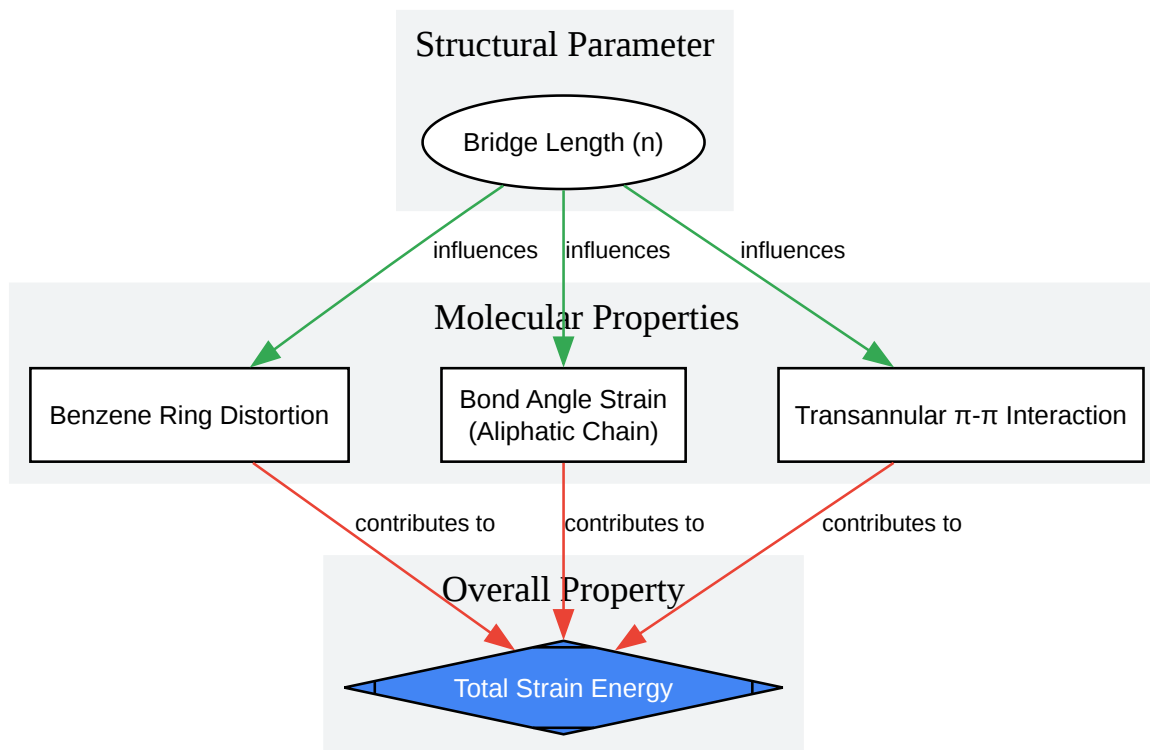 Structural Parameter
Bridge Length (n)
influences
influences
influences
Molecular Properties
Benzene Ring Distortion
Bond Angle Strain
(Aliphatic Chain)
Transannular π-π Interaction
contributes to
contributes to
contributes to
Overall Property
Total Strain Energy